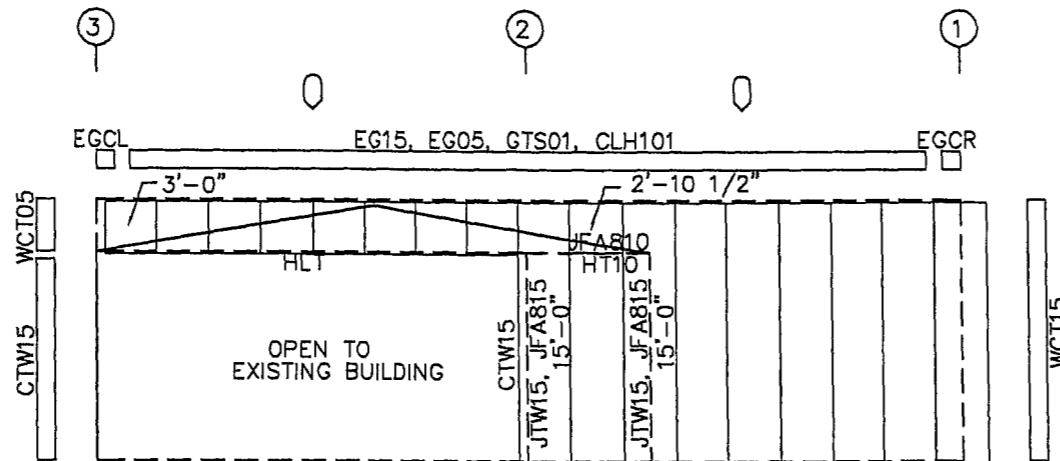 3
2
1
EGCL
EG15, EG05, GTS01, CLH101
EGCR
3'-0"
2'-10 1/2"
WCT05
JFA810
HL1
HT10
CTW15
OPEN TO
EXISTING BUILDING
CTW15
JTW15, JFA815
15'-0"
JTW15, JFA815
15'-0"
WCT15